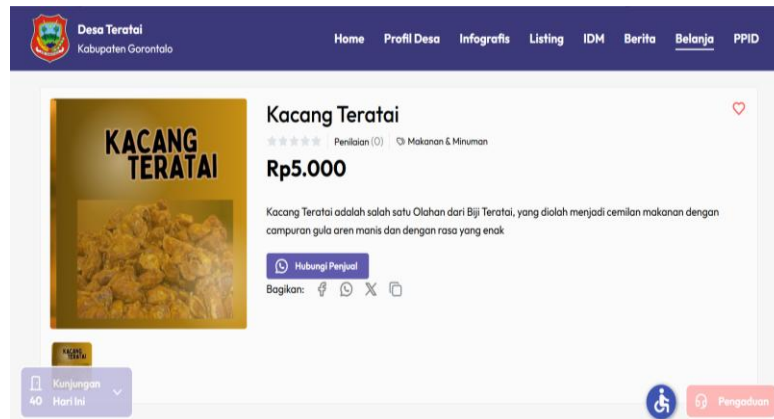 Desa Teratai
Kabupaten Gorontalo
Home Profil Desa Infografis Listing IDM Berita Belanja PPID
KACANG
TERATAI
Kacang Teratai
Penilaian (0) Makanan & Minuman
Rp5.000
Kacang Teratai adalah salah satu Olahan dari Biji Teratai, yang diolah menjadi cemilan makanan dengan
campuran gula aren manis dan dengan rasa yang enak
Hubungi Penjual
Bagikan:
KACANG
TERATAI
Kunjungan
40 Hari Ini
Pengaduan